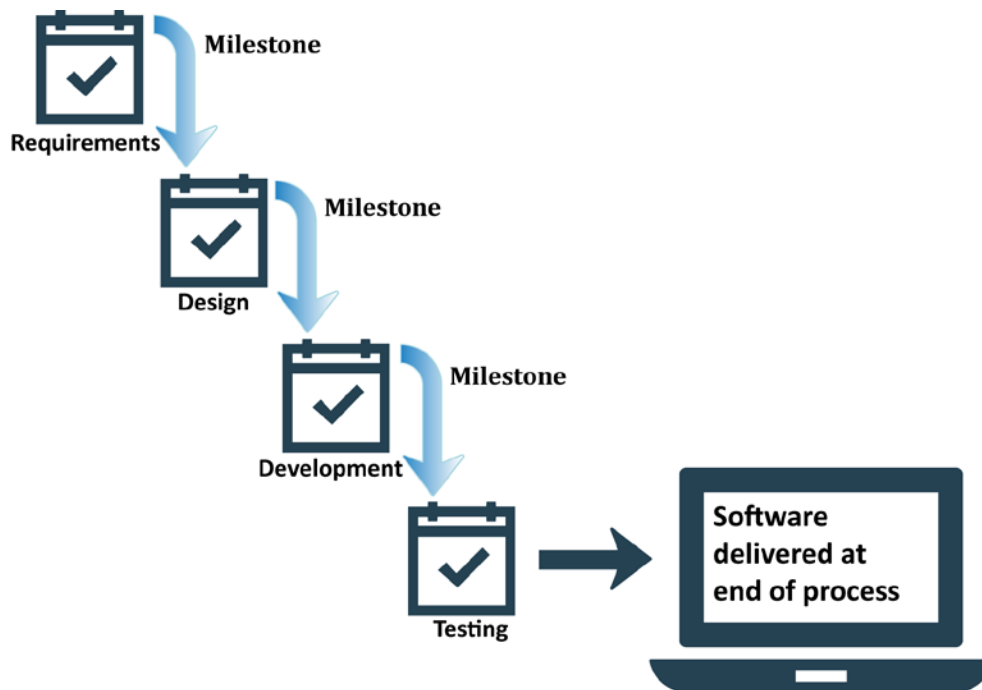 Milestone
Requirements
Milestone
Design
Milestone
Development
Software
delivered at
end of process
Testing